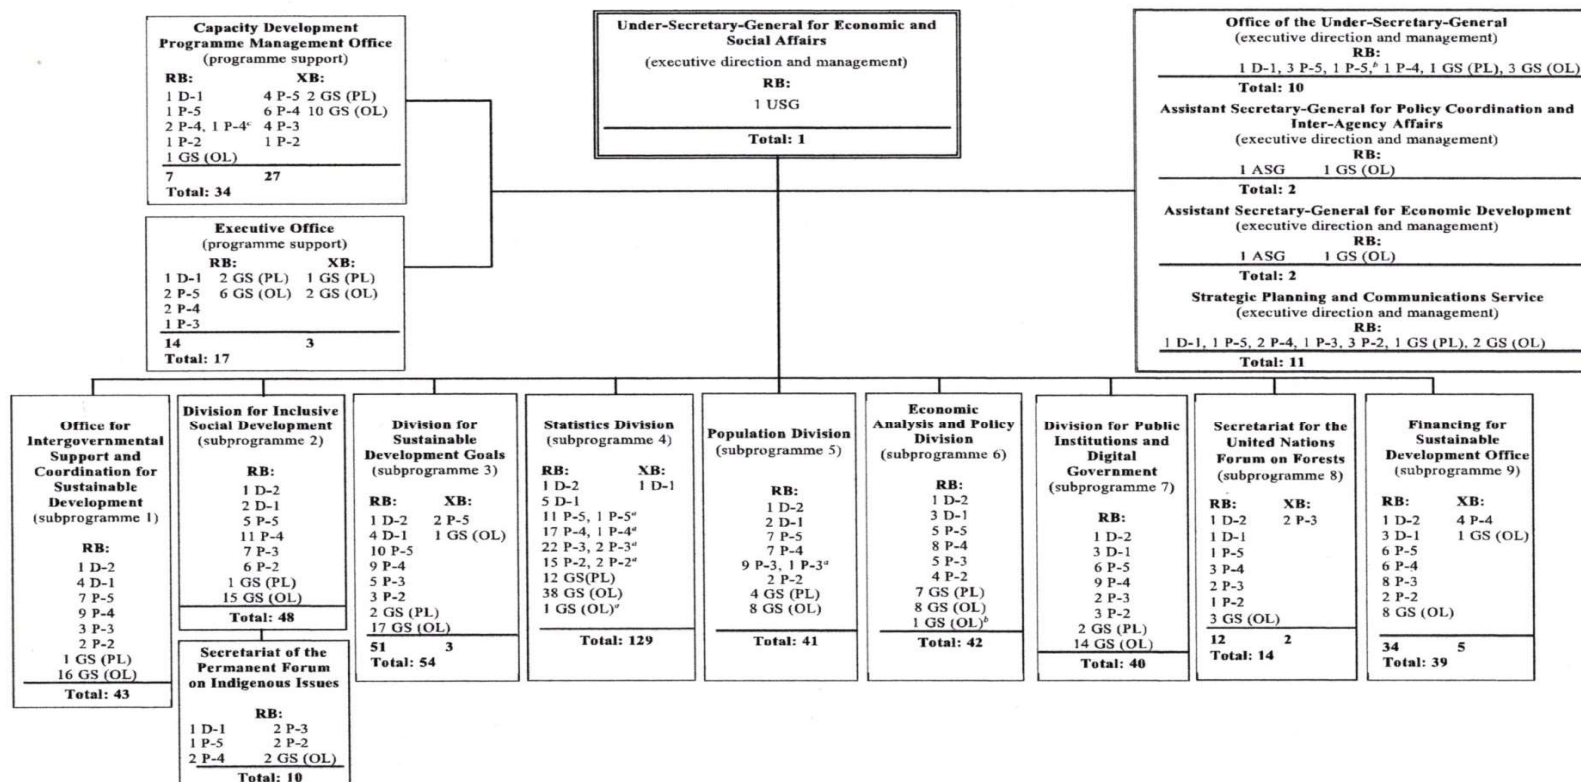 Capacity Development
Programme Management Office
(programme support)
RB: XB:
1 D-1 4 P-5 2 GS (PL)
1 P-5 6 P-4 10 GS (OL)
2 P-4, 1 P-4ᶜ 4 P-3
1 P-2 1 P-2
1 GS (OL)
7 27
Total: 34
Executive Office
(programme support)
RB: XB:
1 D-1 2 GS (PL) 1 GS (PL)
2 P-5 6 GS (OL) 2 GS (OL)
2 P-4
1 P-3
14 3
Total: 17
Under-Secretary-General for Economic and
Social Affairs
(executive direction and management)
RB:
1 USG
Total: 1
Office of the Under-Secretary-General
(executive direction and management)
RB:
1 D-1, 3 P-5, 1 P-5,ᵇ 1 P-4, 1 GS (PL), 3 GS (OL)
Total: 10
Assistant Secretary-General for Policy Coordination and
Inter-Agency Affairs
(executive direction and management)
RB:
1 ASG 1 GS (OL)
Total: 2
Assistant Secretary-General for Economic Development
(executive direction and management)
RB:
1 ASG 1 GS (OL)
Total: 2
Strategic Planning and Communications Service
(executive direction and management)
RB:
1 D-1, 1 P-5, 2 P-4, 1 P-3, 3 P-2, 1 GS (PL), 2 GS (OL)
Total: 11
Office for
Intergovernmental
Support and
Coordination for
Sustainable
Development
(subprogramme 1)
RB:
1 D-2
4 D-1
7 P-5
9 P-4
3 P-3
2 P-2
1 GS (PL)
16 GS (OL)
Total: 43
Division for Inclusive
Social Development
(subprogramme 2)
RB:
1 D-2
2 D-1
5 P-5
11 P-4
7 P-3
6 P-2
1 GS (PL)
15 GS (OL)
Total: 48
Secretariat of the
Permanent Forum
on Indigenous Issues
RB:
1 D-1 2 P-3
1 P-5 2 P-2
2 P-4 2 GS (OL)
Total: 10
Division for
Sustainable
Development Goals
(subprogramme 3)
RB: XB:
1 D-2 2 P-5
4 D-1 1 GS (OL)
10 P-5
9 P-4
5 P-3
3 P-2
2 GS (PL)
17 GS (OL)
51 3
Total: 54
Statistics Division
(subprogramme 4)
RB: XB:
1 D-2 1 D-1
5 D-1
11 P-5, 1 P-5ᵃ
17 P-4, 1 P-4ᵃ
22 P-3, 2 P-3ᵃ
15 P-2, 2 P-2ᵃ
12 GS(PL)
38 GS (OL)
1 GS (OL)ᵃ
Total: 129
Population Division
(subprogramme 5)
RB:
1 D-2
2 D-1
7 P-5
7 P-4
9 P-3, 1 P-3ᵃ
2 P-2
4 GS (PL)
8 GS (OL)
Total: 41
Economic
Analysis and Policy
Division
(subprogramme 6)
RB:
1 D-2
3 D-1
5 P-5
8 P-4
5 P-3
4 P-2
7 GS (PL)
8 GS (OL)
1 GS (OL)ᵇ
Total: 42
Division for Public
Institutions and
Digital
Government
(subprogramme 7)
RB:
1 D-2
3 D-1
6 P-5
9 P-4
2 P-3
3 P-2
2 GS (PL)
14 GS (OL)
Total: 40
Secretariat for the
United Nations
Forum on Forests
(subprogramme 8)
RB: XB:
1 D-2 2 P-3
1 D-1
1 P-5
3 P-4
2 P-3
1 P-2
3 GS (OL)
12 2
Total: 14
Financing for
Sustainable
Development Office
(subprogramme 9)
RB: XB:
1 D-2 4 P-4
3 D-1 1 GS (OL)
6 P-5
6 P-4
8 P-3
2 P-2
8 GS (OL)
34 5
Total: 39